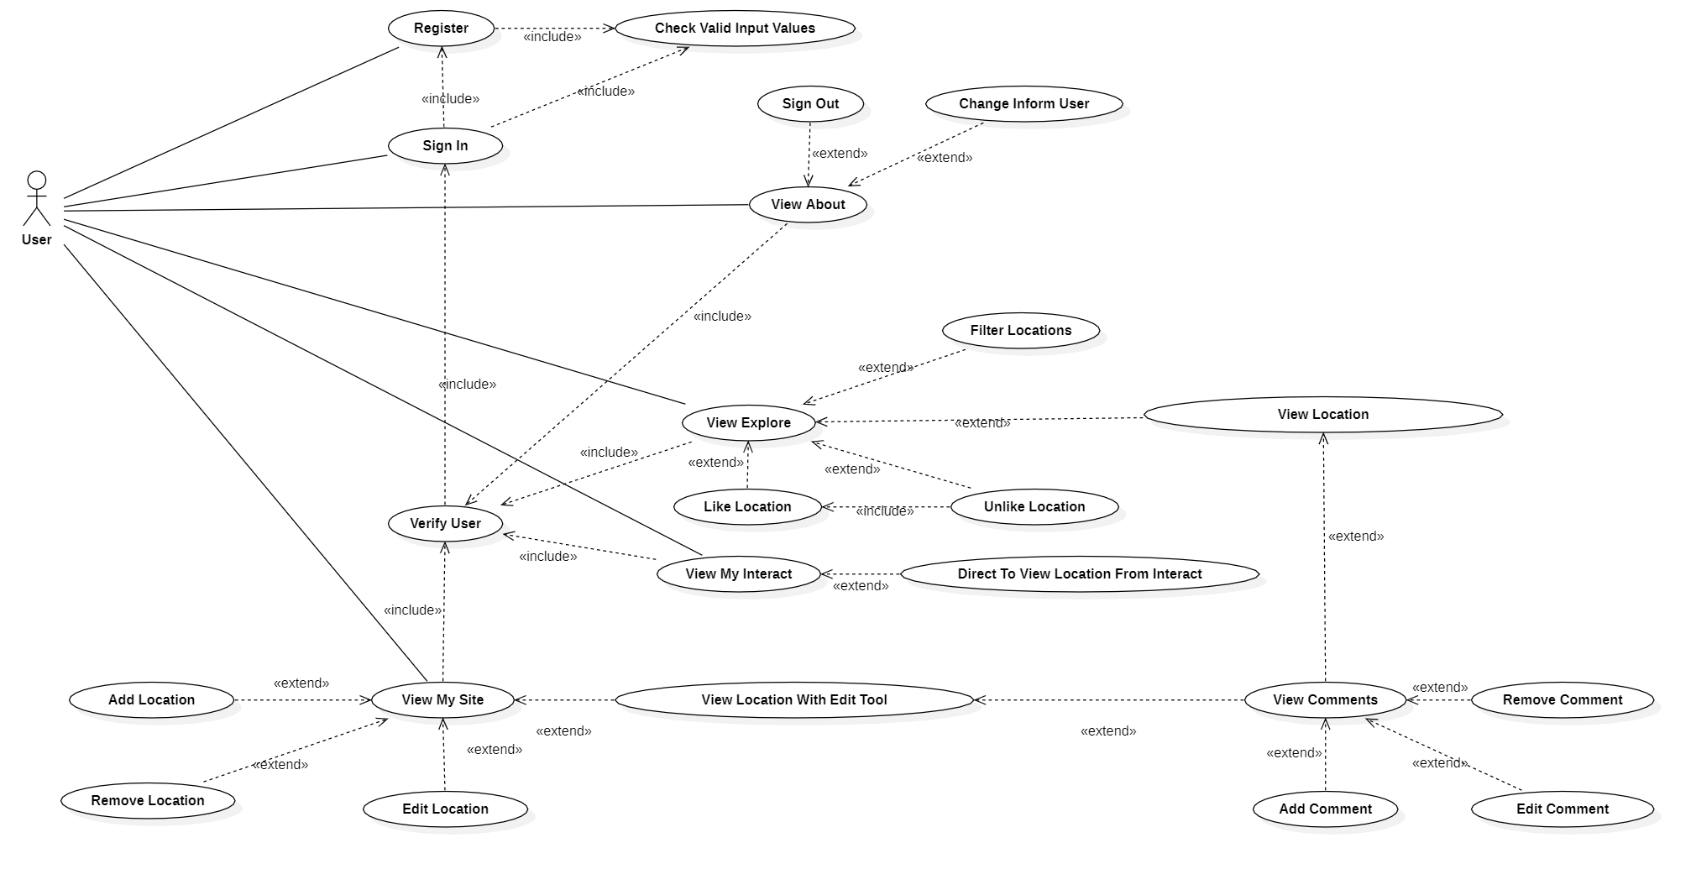 Register
«include»
Check Valid Input Values
«include»
«include»
Sign Out
Change Inform User
Sign In
«extend»
«extend»
User
View About
«include»
Filter Locations
«extend»
«include»
View Explore
«extend»
View Location
«include»
«extend»
«extend»
Like Location
«include»
Unlike Location
Verify User
«include»
«extend»
View My Interact
«extend»
Direct To View Location From Interact
«include»
Add Location
«extend»
View My Site
«extend»
View Location With Edit Tool
«extend»
View Comments
«extend»
Remove Comment
«extend»
«extend»
«extend»
«extend»
Remove Location
Edit Location
Add Comment
Edit Comment